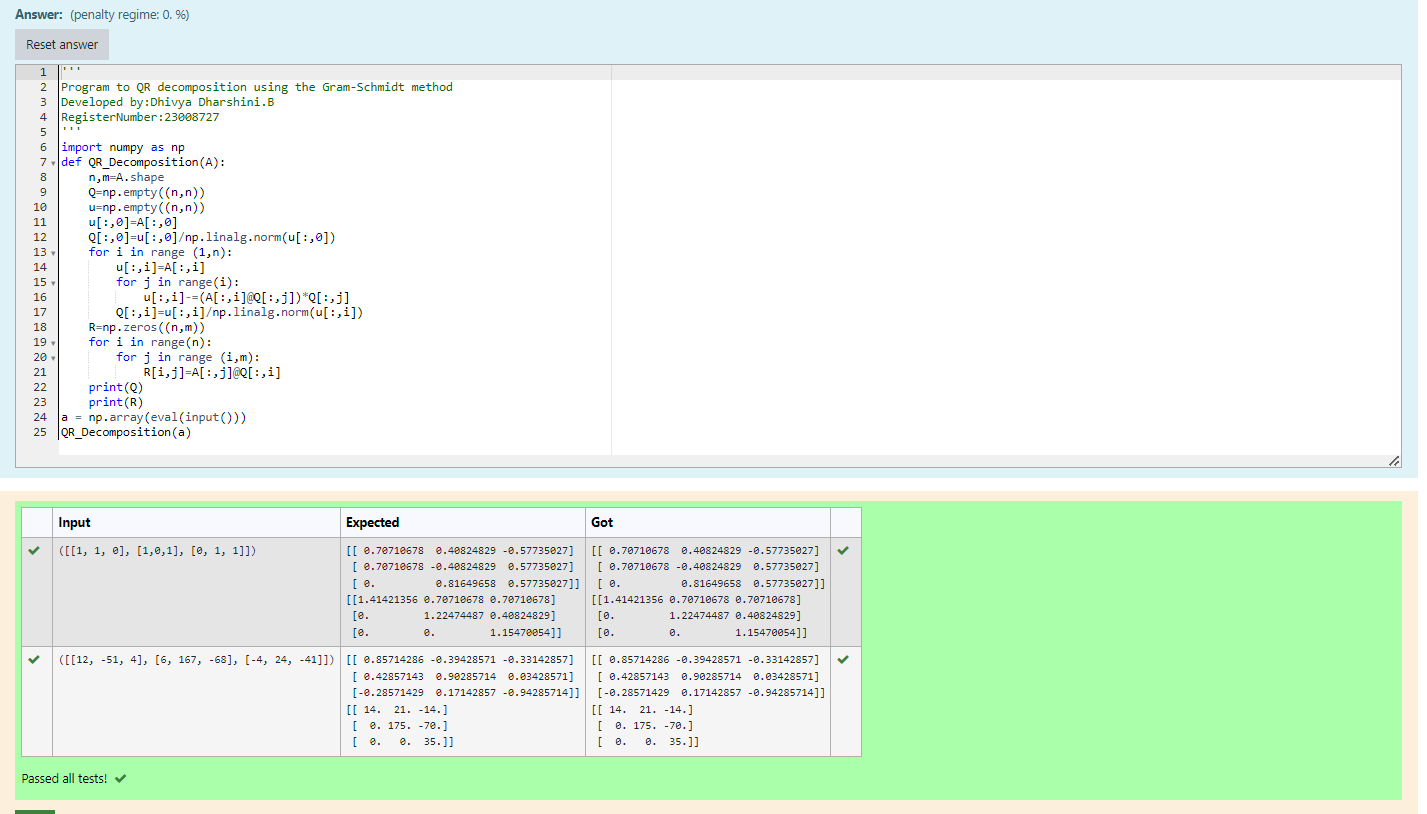 Answer: (penalty regime: 0. %)
Reset answer
1 '''
2 Program to QR decomposition using the Gram-Schmidt method
3 Developed by:Dhivya Dharshini.B
4 RegisterNumber:23008727
5 '''
6 import numpy as np
7 def QR_Decomposition(A):
8     n,m=A.shape
9     Q=np.empty((n,n))
10     u=np.empty((n,n))
11     u[:,0]=A[:,0]
12     Q[:,0]=u[:,0]/np.linalg.norm(u[:,0])
13     for i in range (1,n):
14         u[:,i]=A[:,i]
15         for j in range(i):
16             u[:,i]-=(A[:,i]@Q[:,j])*Q[:,j]
17         Q[:,i]=u[:,i]/np.linalg.norm(u[:,i])
18     R=np.zeros((n,m))
19     for i in range(n):
20         for j in range (i,m):
21             R[i,j]=A[:,j]@Q[:,i]
22     print(Q)
23     print(R)
24 a = np.array(eval(input()))
25 QR_Decomposition(a)
Input Expected Got
([[1, 1, 0], [1,0,1], [0, 1, 1]]) [[ 0.70710678  0.40824829 -0.57735027] [[ 0.70710678  0.40824829 -0.57735027]
[ 0.70710678 -0.40824829  0.57735027] [ 0.70710678 -0.40824829  0.57735027]
[ 0.          0.81649658  0.57735027]] [ 0.          0.81649658  0.57735027]]
[[1.41421356 0.70710678 0.70710678] [[1.41421356 0.70710678 0.70710678]
[0.         1.22474487 0.40824829] [0.         1.22474487 0.40824829]
[0.         0.         1.15470054]] [0.         0.         1.15470054]]
([[12, -51, 4], [6, 167, -68], [-4, 24, -41]]) [[ 0.85714286 -0.39428571 -0.33142857] [[ 0.85714286 -0.39428571 -0.33142857]
[ 0.42857143  0.90285714  0.03428571] [ 0.42857143  0.90285714  0.03428571]
[-0.28571429  0.17142857 -0.94285714]] [-0.28571429  0.17142857 -0.94285714]]
[[ 14.  21. -14.] [[ 14.  21. -14.]
[  0. 175. -70.] [  0. 175. -70.]
[  0.   0.  35.]] [  0.   0.  35.]]
Passed all tests!